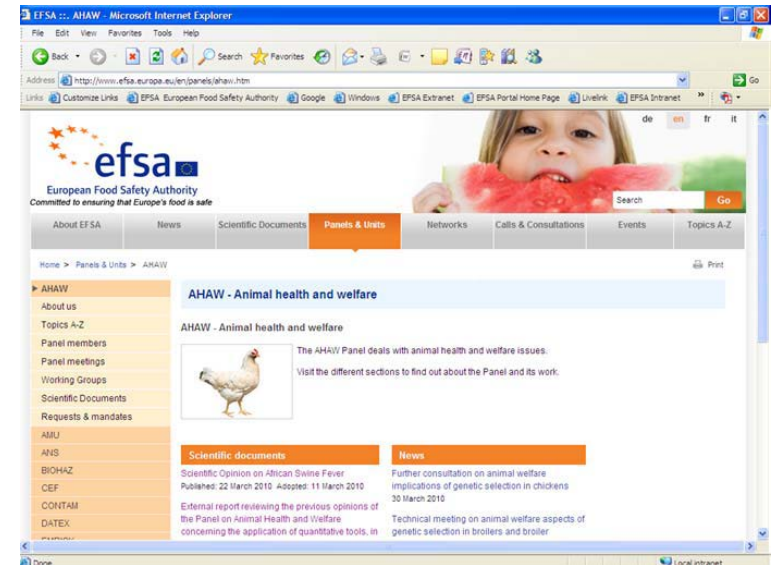 EFSA ::. AHAW - Microsoft Internet Explorer
File Edit View Favorites Tools Help
Back Search Favorites
Address http://www.efsa.europa.eu/en/panels/ahaw.htm Go
Links Customize Links EFSA European Food Safety Authority Google Windows EFSA Extranet EFSA Portal Home Page Livelink EFSA Intranet »
de en fr it
efsa
European Food Safety Authority
Committed to ensuring that Europe's food is safe
Search Go
About EFSA News Scientific Documents Panels & Units Networks Calls & Consultations Events Topics A-Z
Home > Panels & Units > AHAW Print
AHAW
About us
Topics A-Z
Panel members
Panel meetings
Working Groups
Scientific Documents
Requests & mandates
AMU
ANS
BIOHAZ
CEF
CONTAM
DATEX
AHAW - Animal health and welfare
AHAW - Animal health and welfare
The AHAW Panel deals with animal health and welfare issues.
Visit the different sections to find out about the Panel and its work.
Scientific documents
Scientific Opinion on African Swine Fever
Published: 22 March 2010 Adopted: 11 March 2010
External report reviewing the previous opinions of
the Panel on Animal Health and Welfare
concerning the application of quantitative tools, in
News
Further consultation on animal welfare
implications of genetic selection in chickens
30 March 2010
Technical meeting on animal welfare aspects of
genetic selection in broilers and broiler
Done Local intranet